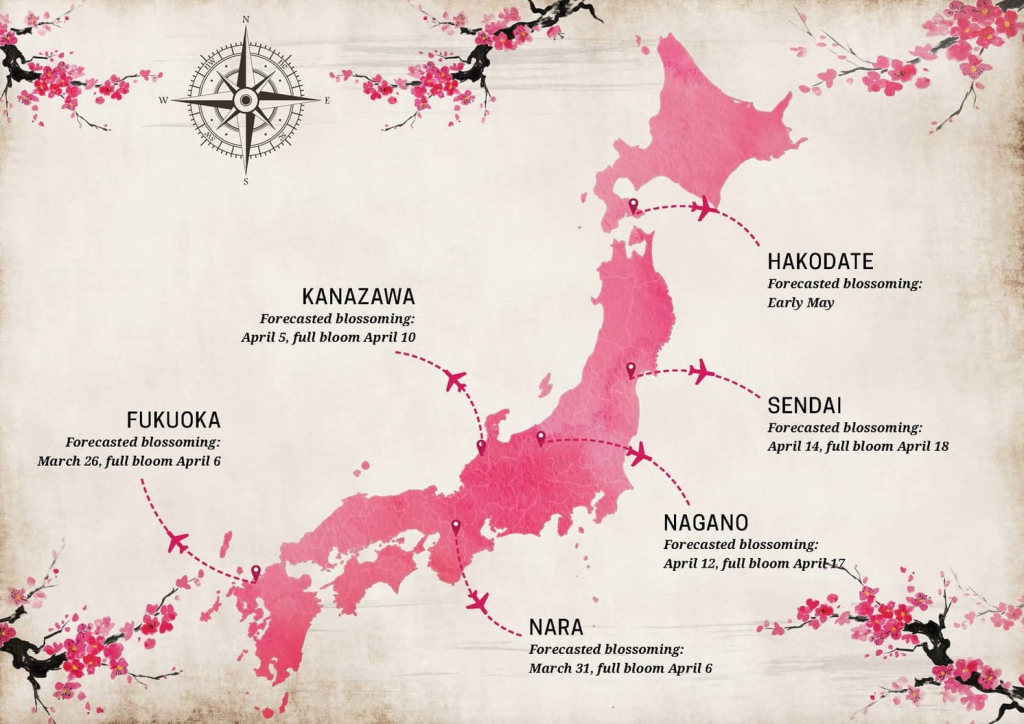 N
W
E
S
HAKODATE
Forecasted blossoming:
Early May
KANAZAWA
Forecasted blossoming:
April 5, full bloom April 10
SENDAI
Forecasted blossoming:
April 14, full bloom April 18
FUKUOKA
Forecasted blossoming:
March 26, full bloom April 6
NAGANO
Forecasted blossoming:
April 12, full bloom April 17
NARA
Forecasted blossoming:
March 31, full bloom April 6